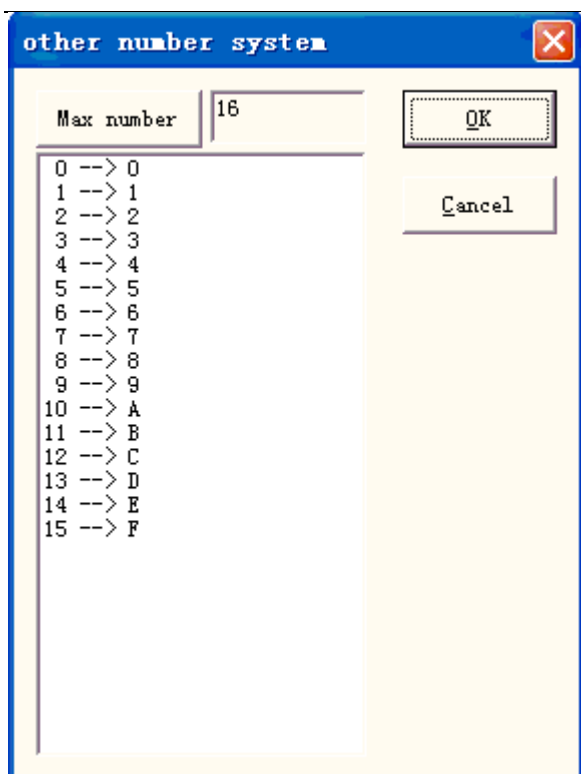 other number system
Max number 16 OK
Cancel
0 --> 0
1 --> 1
2 --> 2
3 --> 3
4 --> 4
5 --> 5
6 --> 6
7 --> 7
8 --> 8
9 --> 9
10 --> A
11 --> B
12 --> C
13 --> D
14 --> E
15 --> F